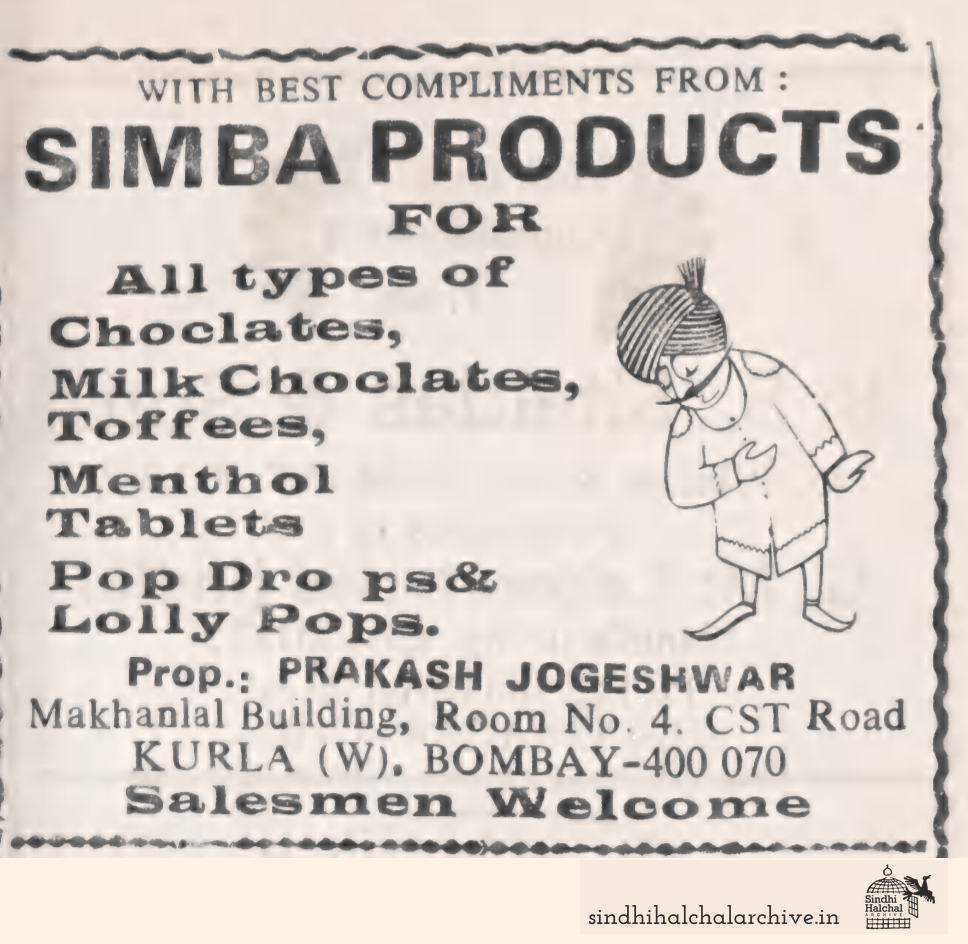 WITH BEST COMPLIMENTS FROM :
SIMBA PRODUCTS
FOR
All types of
Choclates,
Milk Choclates,
Toffees,
Menthol
Tablets
Pop Dro ps&
Lolly Pops.
Prop.: PRAKASH JOGESHWAR
Makhanlal Building, Room No. 4. CST Road
KURLA (W), BOMBAY-400 070
Salesmen Welcome
sindhihalchalarchive.in
Sindhi
Halchal
ARCHIVE